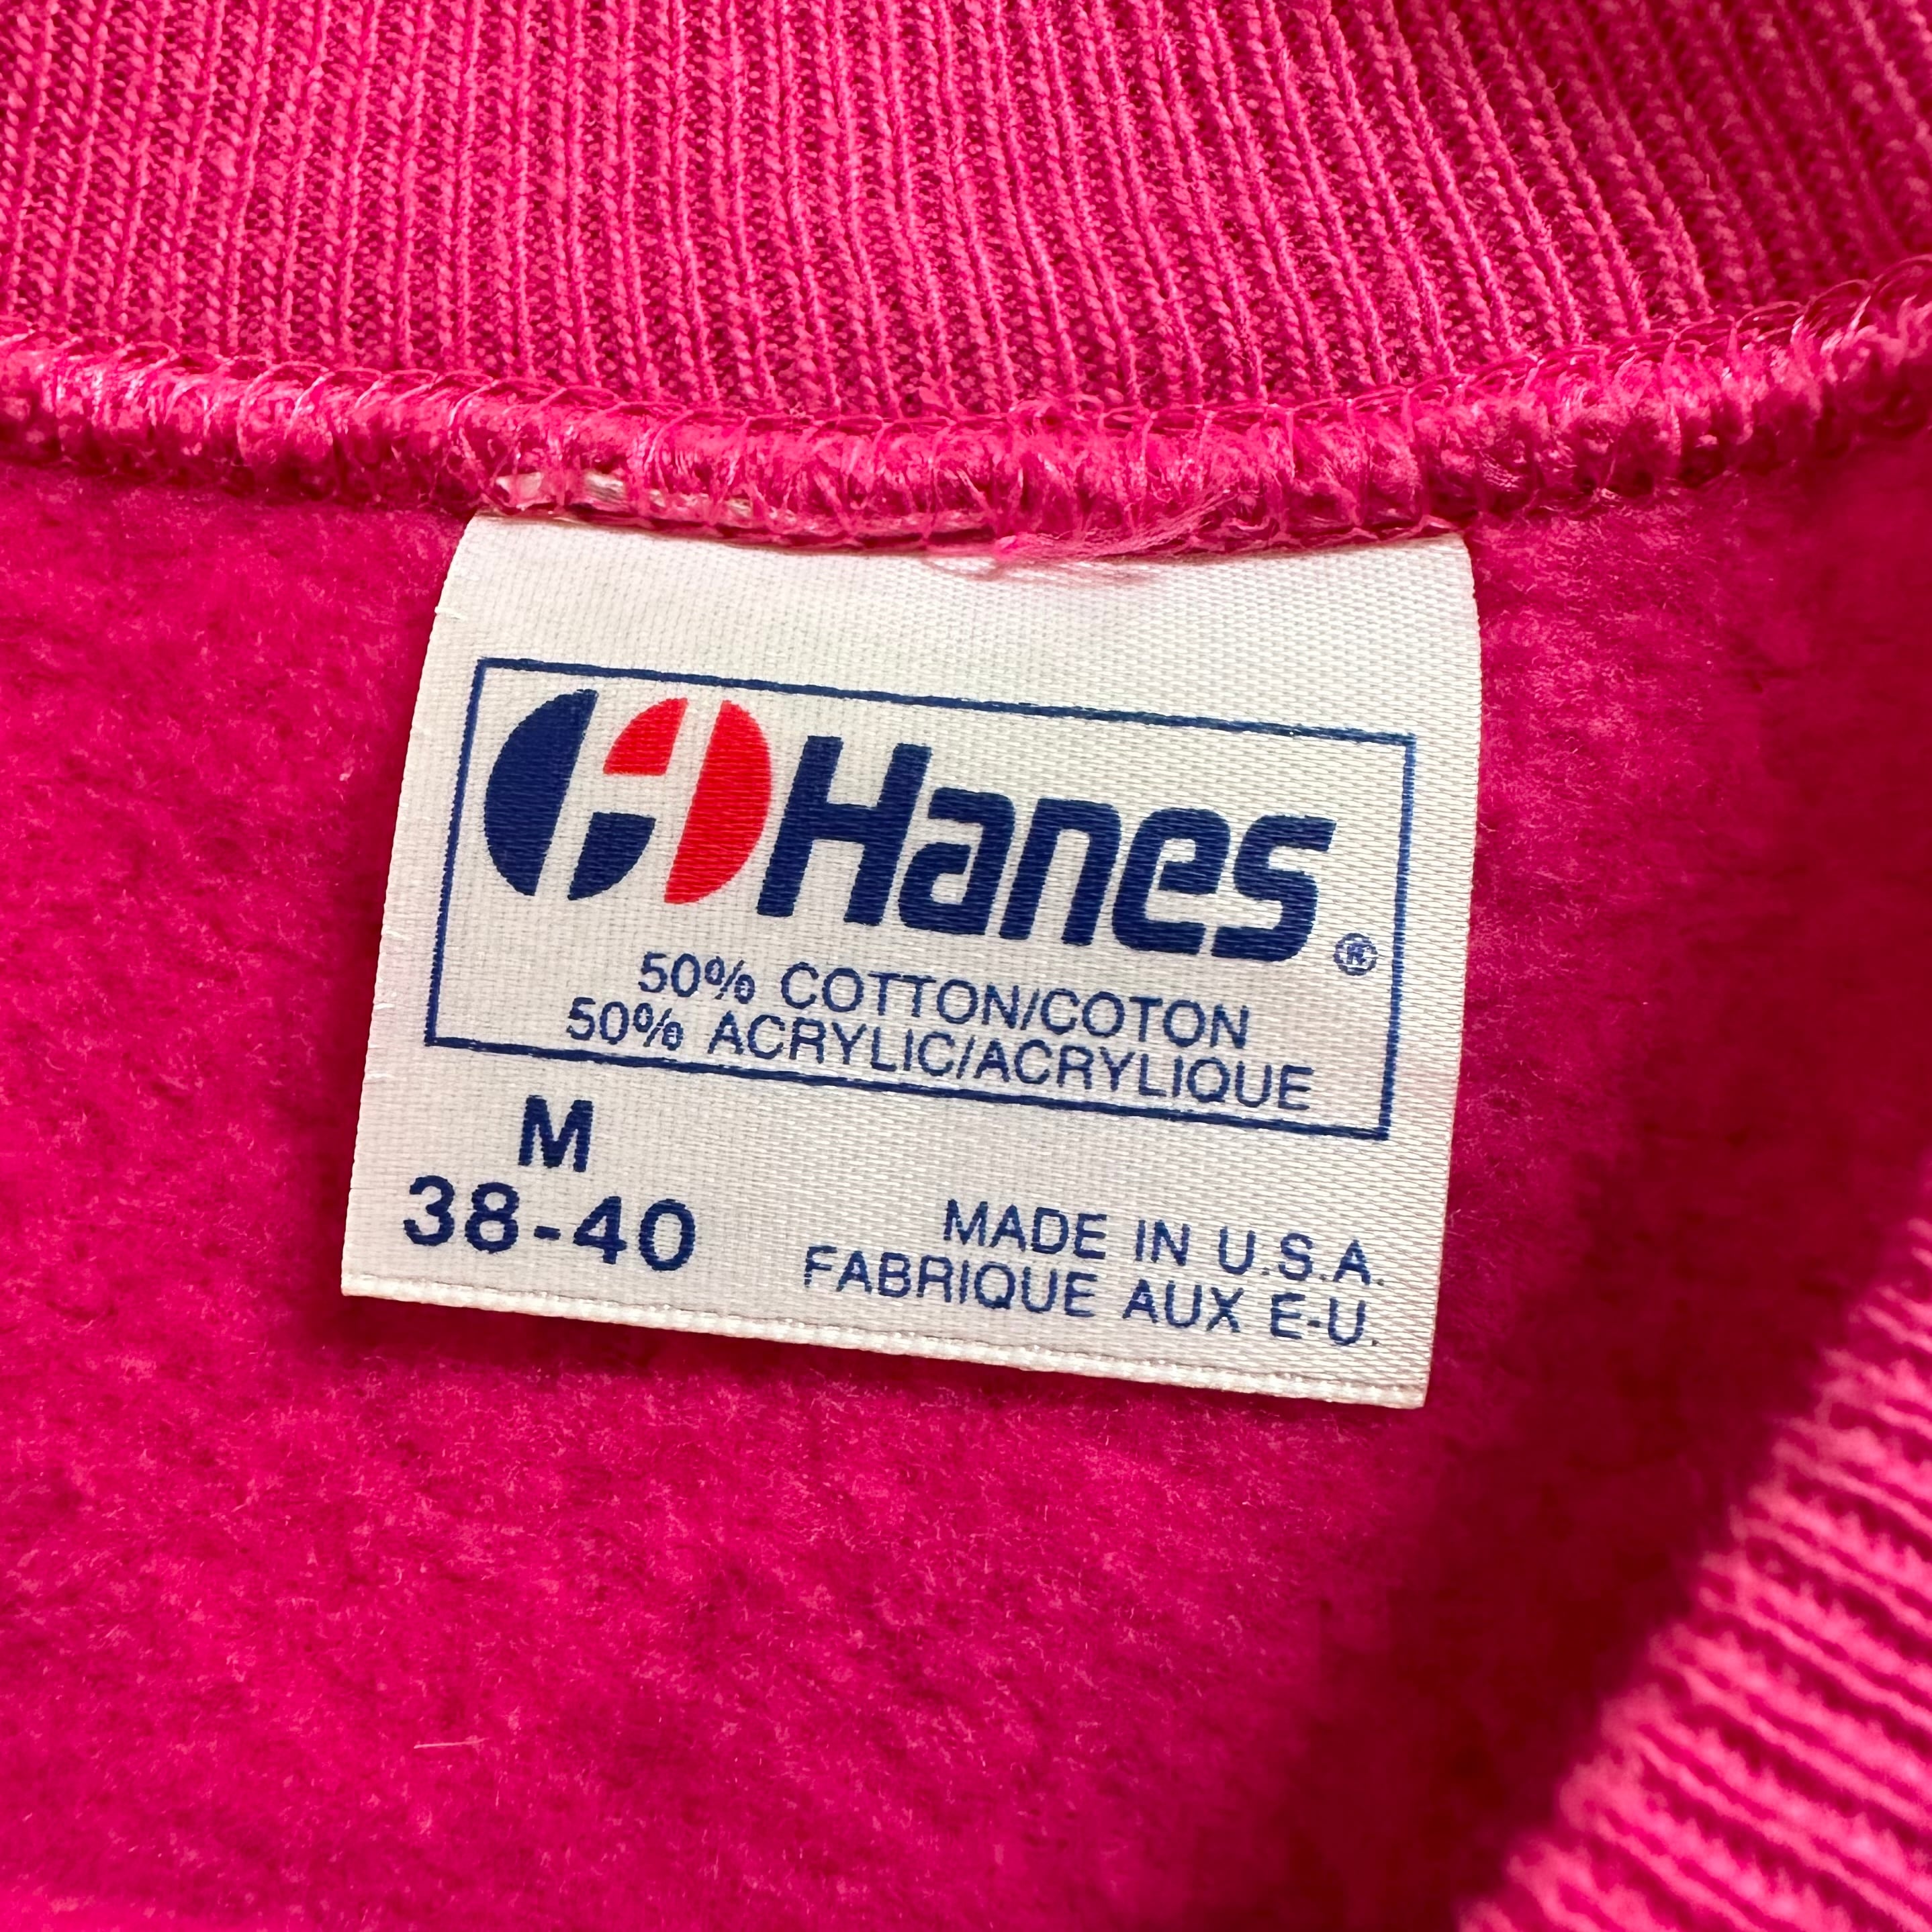 Hanes®
50% COTTON/COTON
50% ACRYLIC/ACRYLIQUE
M
38-40
MADE IN U.S.A.
FABRIQUE AUX E-U.